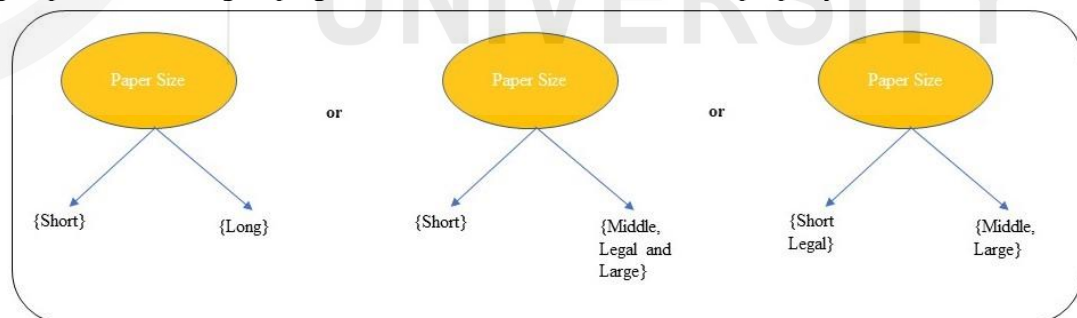 UNIVERSITY
Paper Size
or
Paper Size
or
Paper Size
{Short}
{Long}
{Short}
{Middle,
Legal and
Large}
{Short
Legal}
{Middle,
Large}